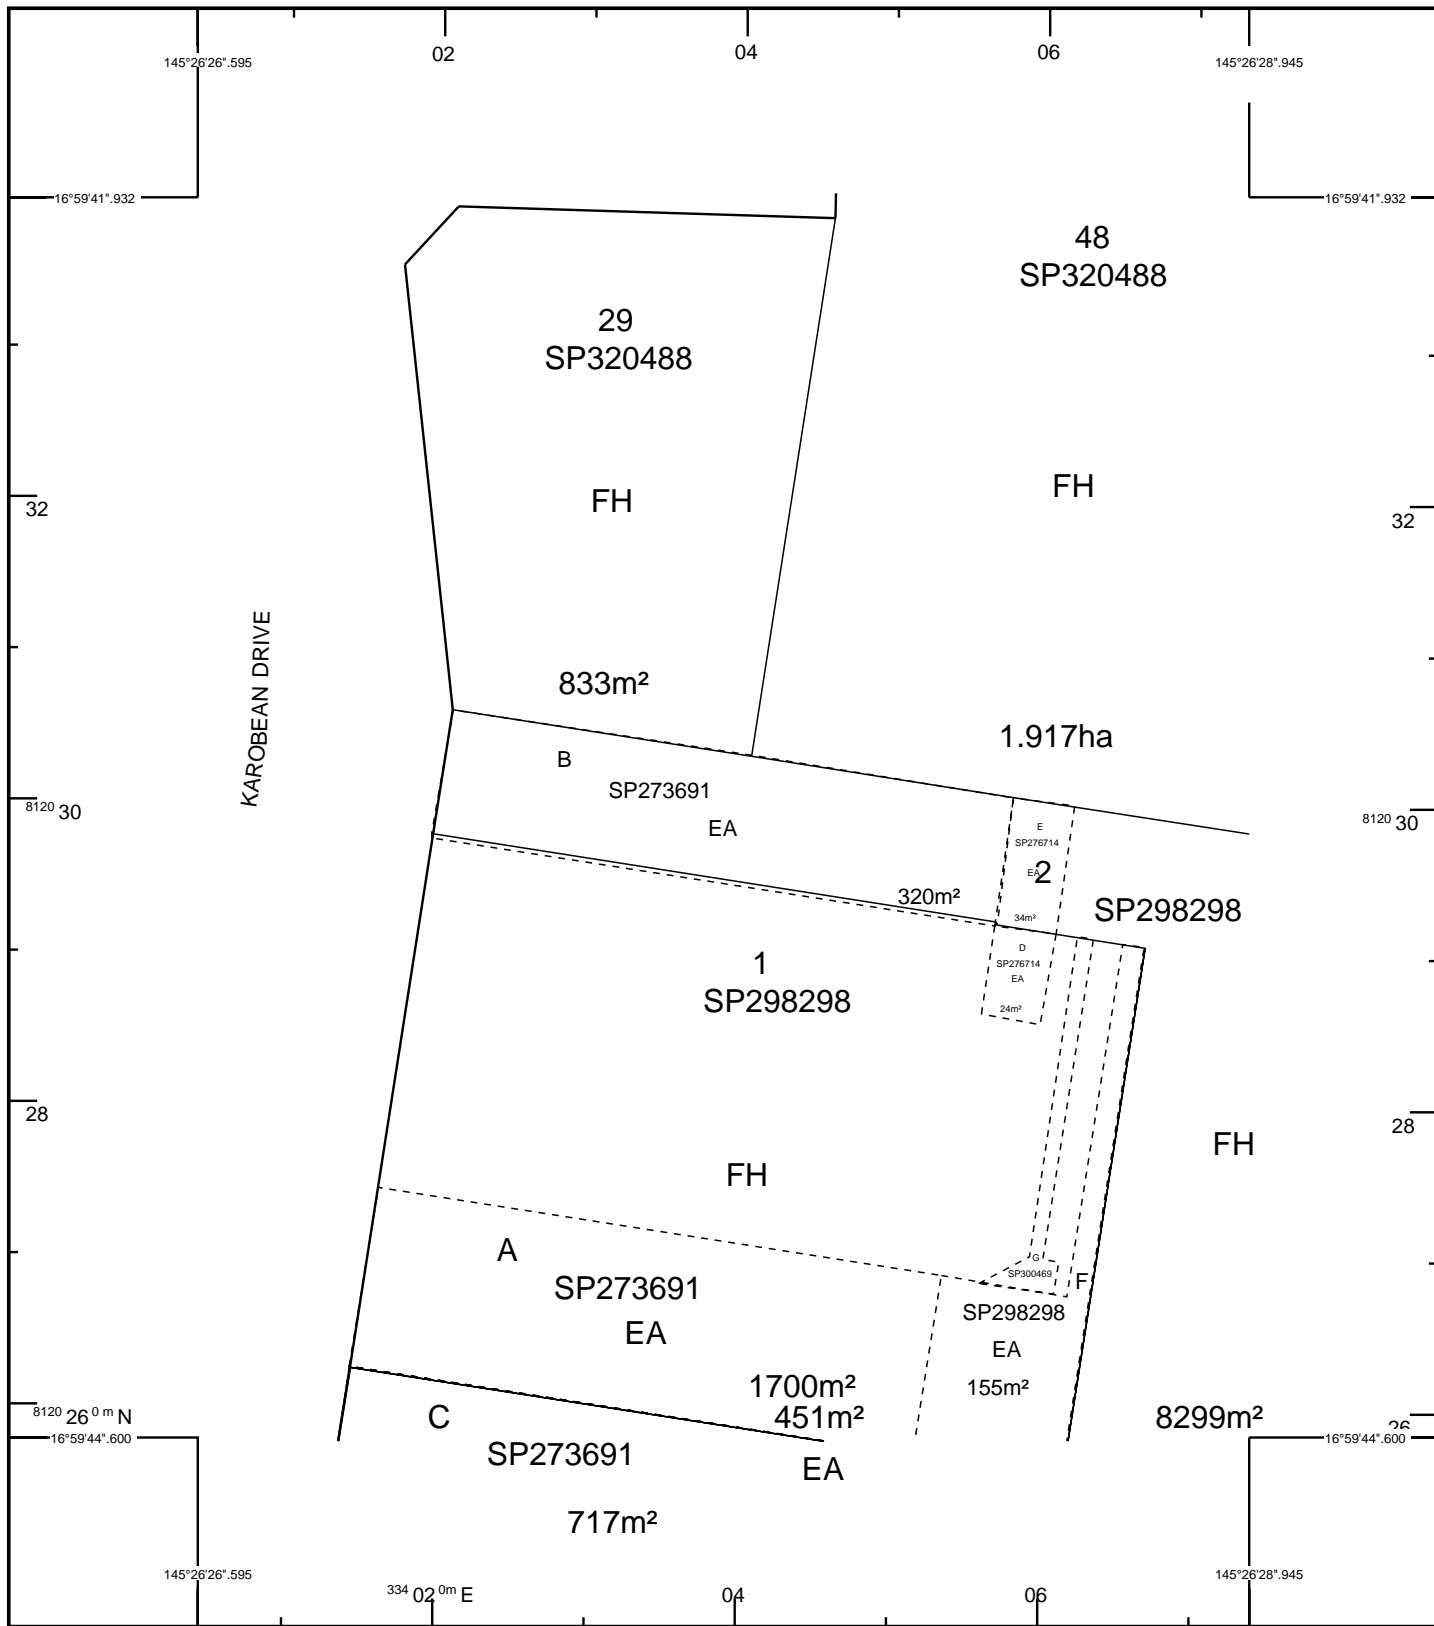 02
04
06
145°26'26".595
145°26'28".945
16°59'41".932
16°59'41".932
48
SP320488
29
SP320488
FH
FH
32
32
KAROBEAN DRIVE
833m²
1.917ha
B
SP273691
EA
8120 30
8120 30
E
SP276714
EA
2
34m²
320m²
SP298298
D
SP276714
EA
24m²
1
SP298298
28
28
FH
FH
A
SP273691
EA
G
SP300469
F
SP298298
EA
155m²
1700m²
451m²
8299m²
8120 26 0 m N
26
C
SP273691
EA
16°59'44".600
16°59'44".600
717m²
145°26'26".595
145°26'28".945
334 02 0m E
04
06